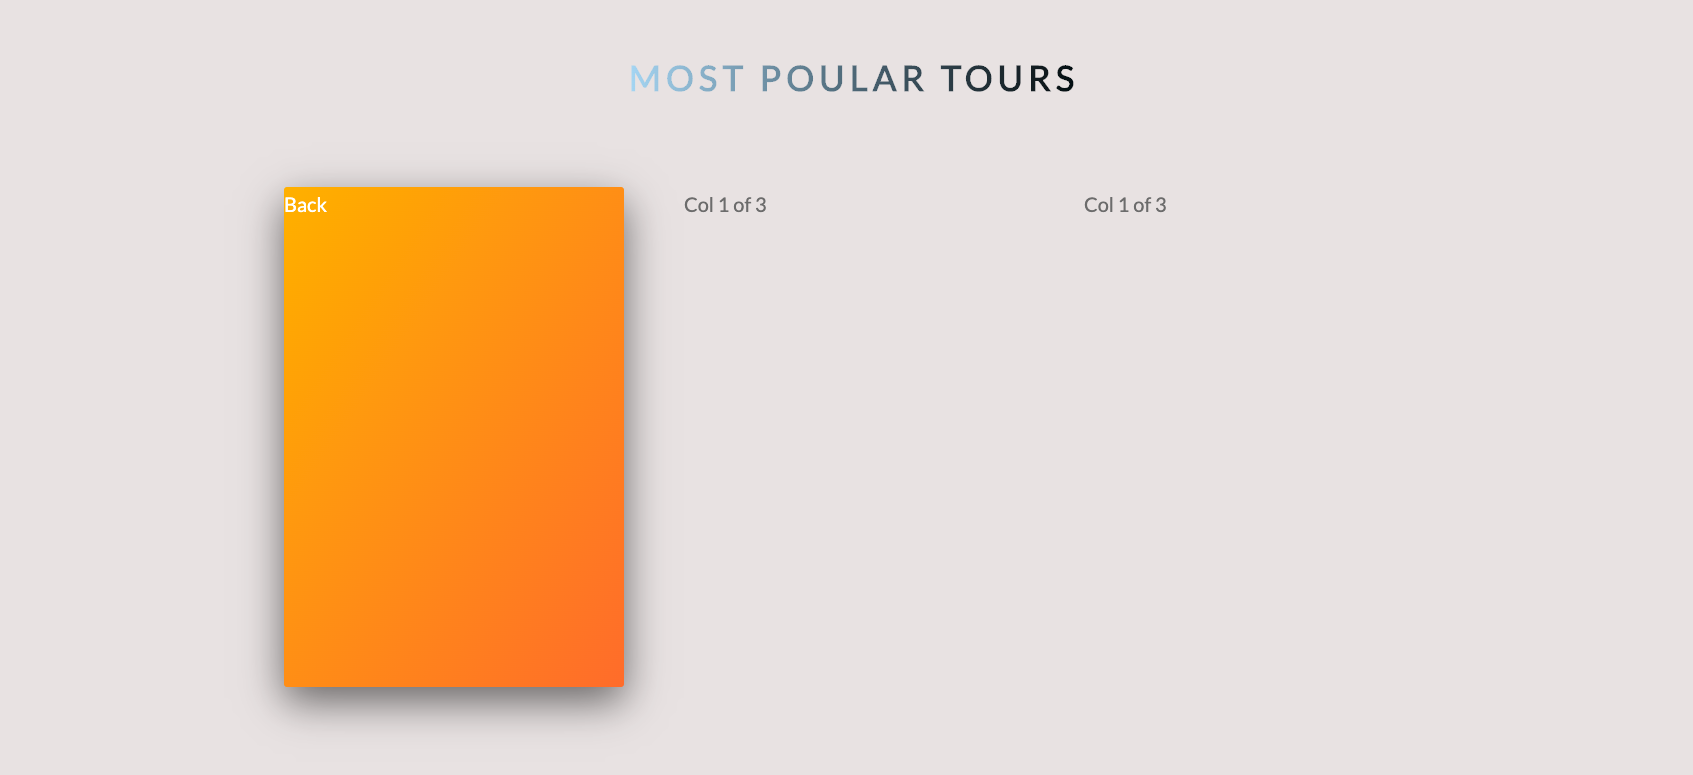 MOST POULAR TOURS
Back
Col 1 of 3
Col 1 of 3